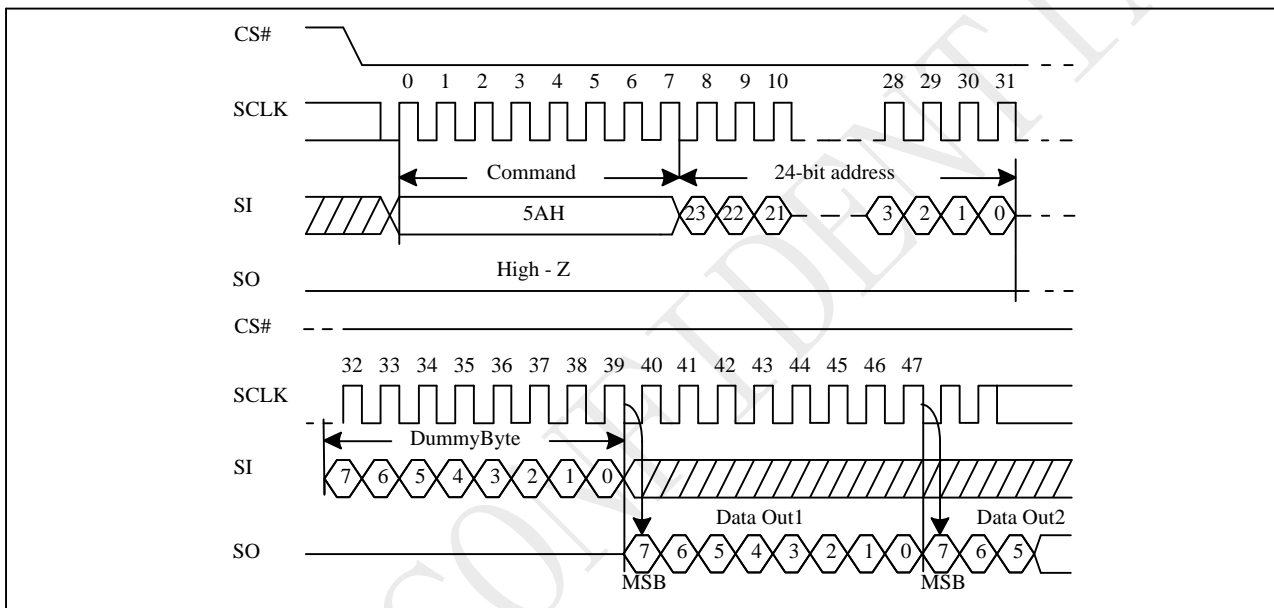 CS#
0 1 2 3 4 5 6 7 8 9 10 28 29 30 31
SCLK
Command 24-bit address
SI 5AH 23 22 21 3 2 1 0
High - Z
SO
CS#
32 33 34 35 36 37 38 39 40 41 42 43 44 45 46 47
SCLK
DummyByte
SI 7 6 5 4 3 2 1 0
Data Out1 Data Out2
SO 7 6 5 4 3 2 1 0 7 6 5
MSB MSB
CONFIDENTI